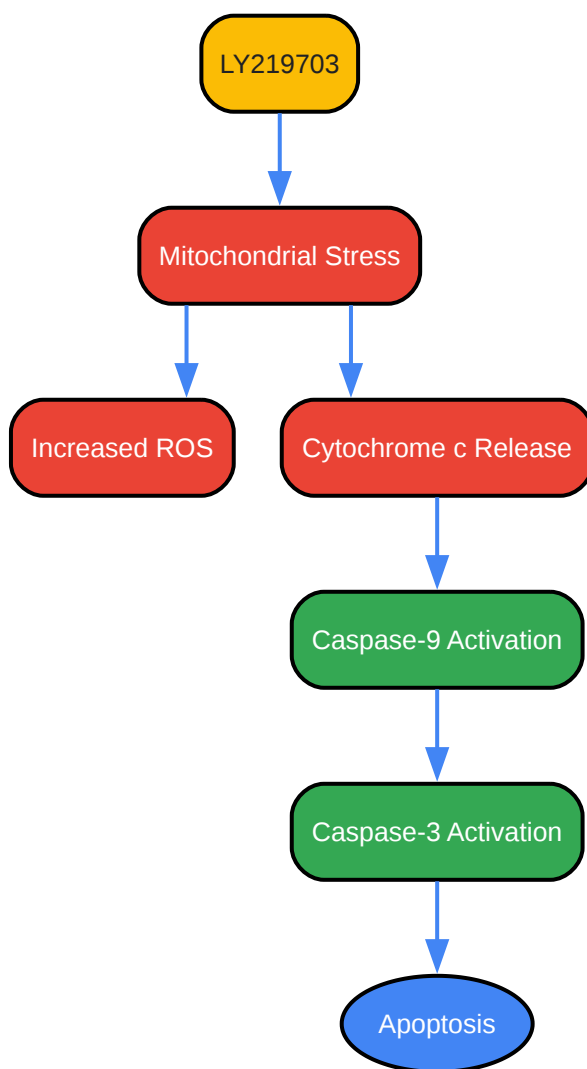 LY219703
Mitochondrial Stress
Increased ROS
Cytochrome c Release
Caspase-9 Activation
Caspase-3 Activation
Apoptosis